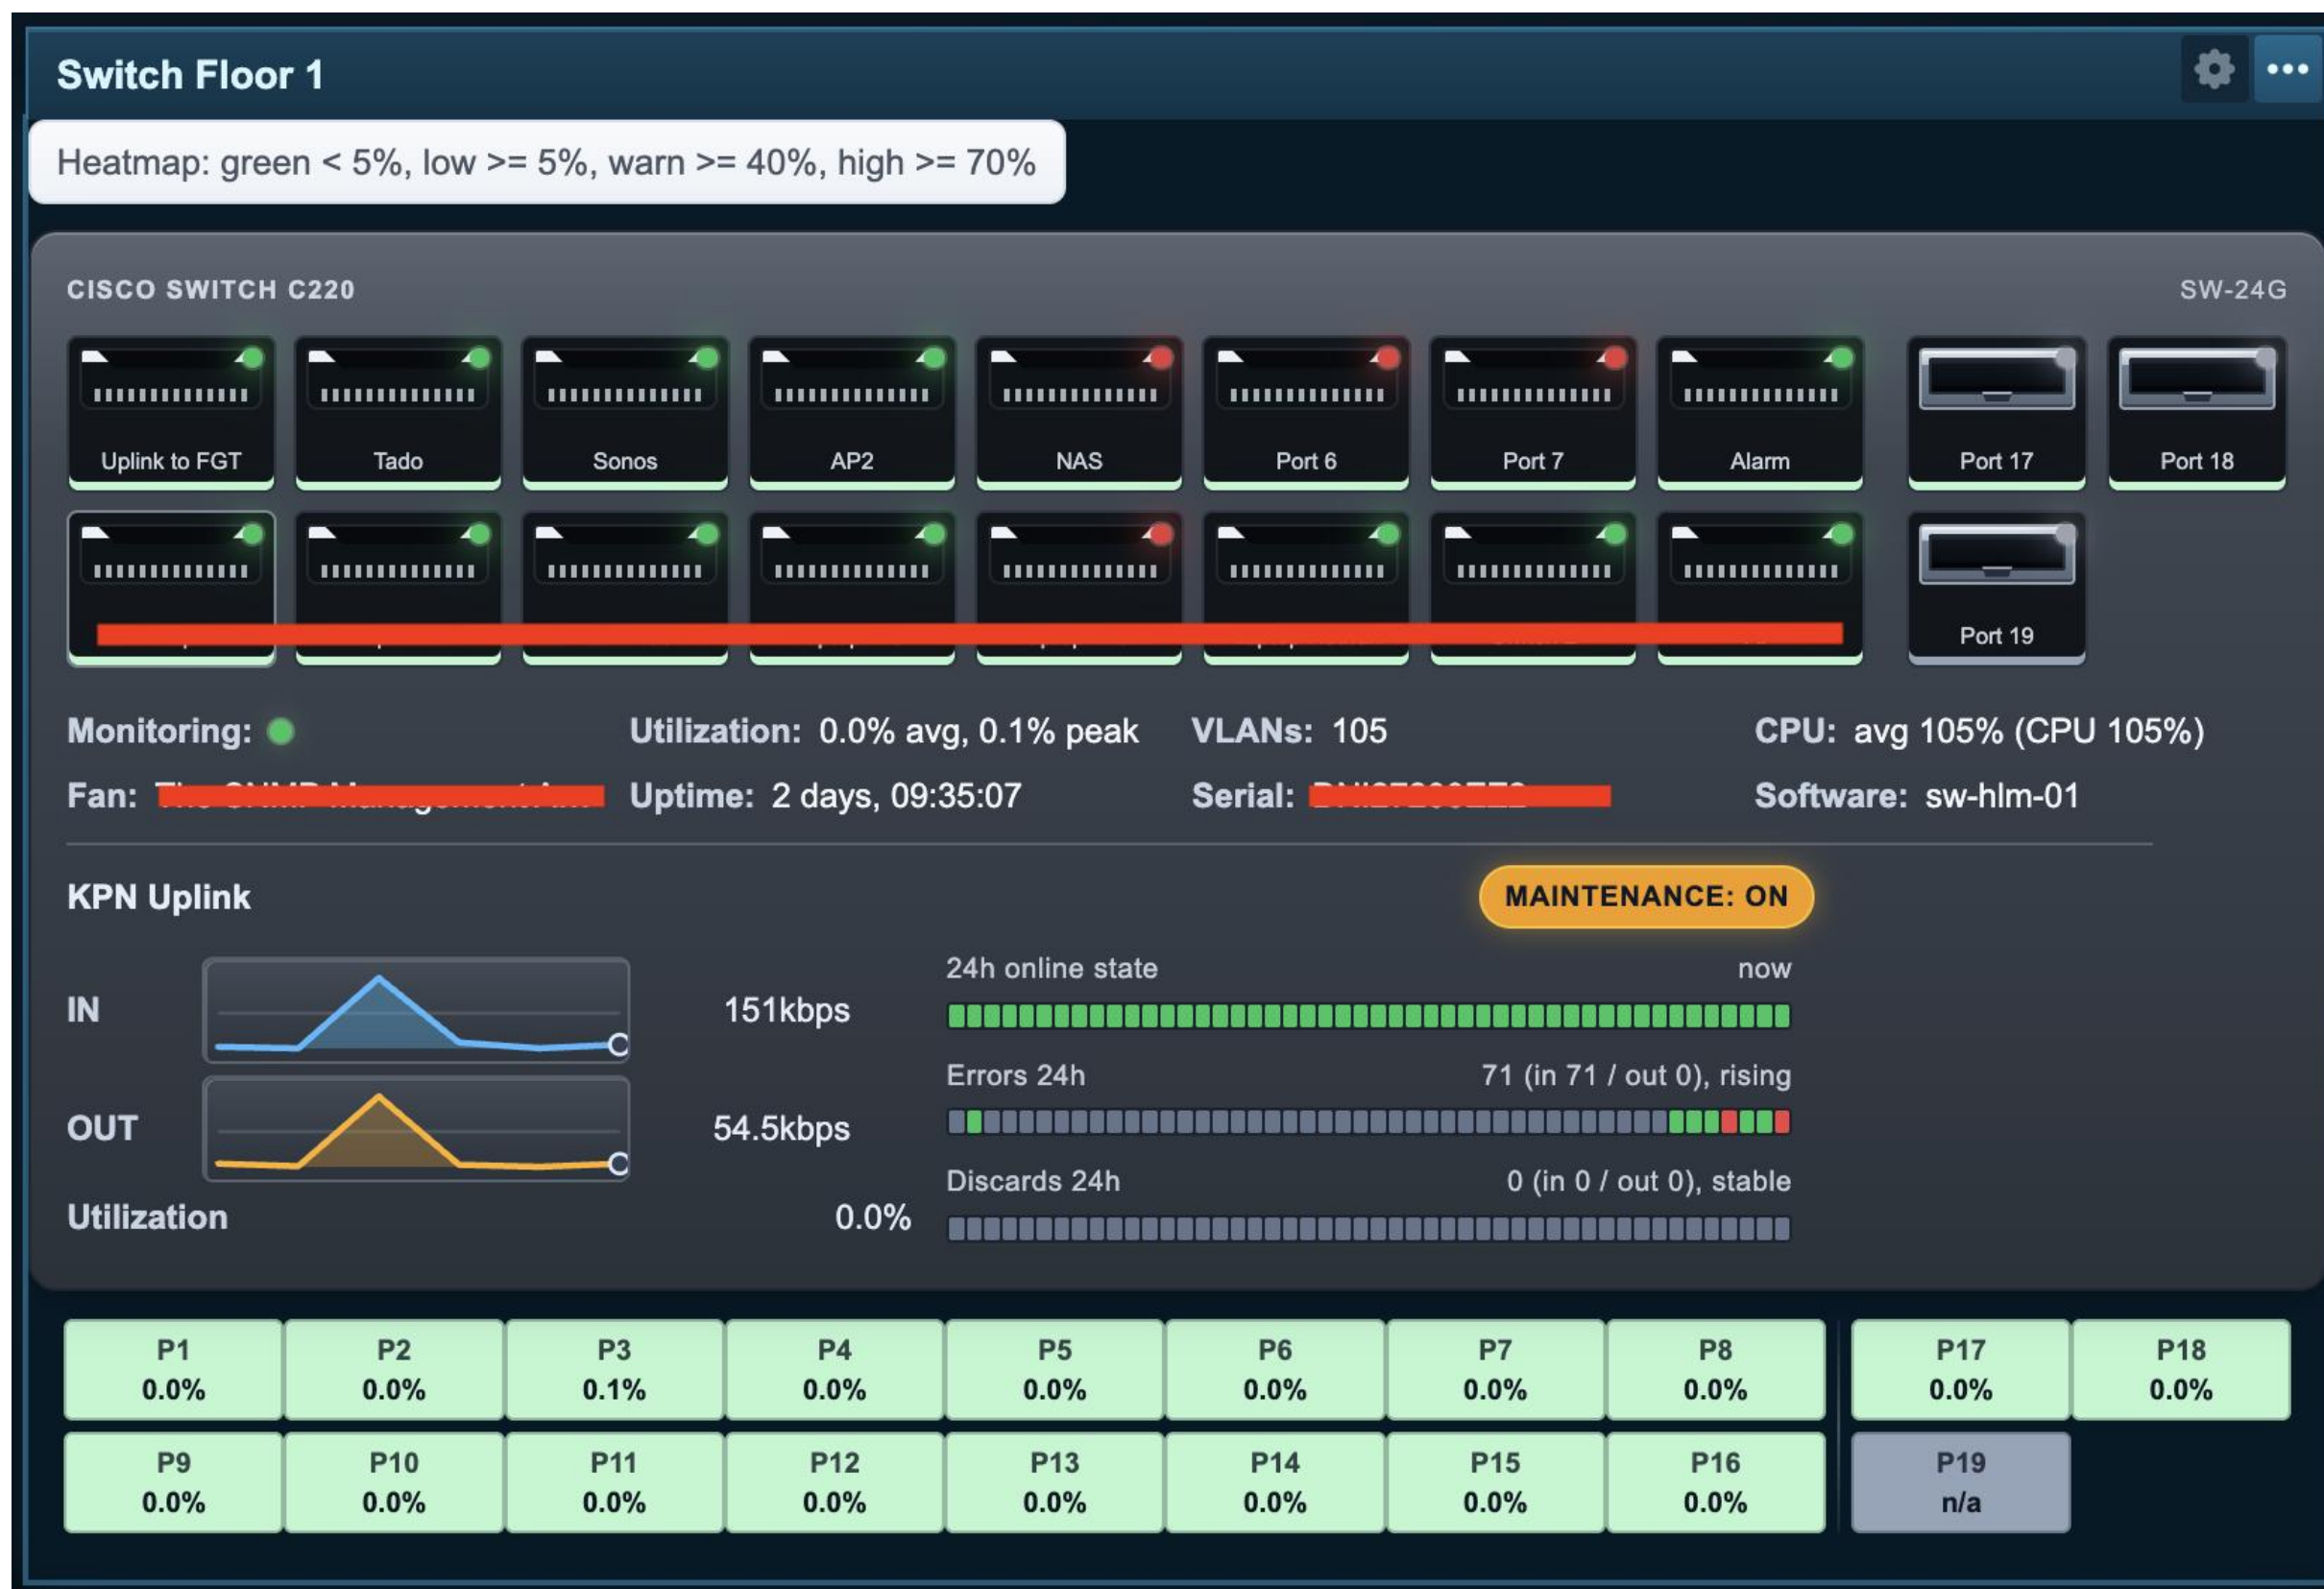 Switch Floor 1
Heatmap: green < 5%, low >= 5%, warn >= 40%, high >= 70%
CISCO SWITCH C220 SW-24G
Uplink to FGT Tado Sonos AP2 NAS Port 6 Port 7 Alarm Port 17 Port 18
Port 19
Monitoring: Utilization: 0.0% avg, 0.1% peak VLANs: 105 CPU: avg 105% (CPU 105%)
Fan: Uptime: 2 days, 09:35:07 Serial: Software: sw-hlm-01
KPN Uplink MAINTENANCE: ON
24h online state now
IN 151kbps
Errors 24h 71 (in 71 / out 0), rising
OUT 54.5kbps
Discards 24h 0 (in 0 / out 0), stable
Utilization 0.0%
P1 P2 P3 P4 P5 P6 P7 P8 P17 P18
0.0% 0.0% 0.1% 0.0% 0.0% 0.0% 0.0% 0.0% 0.0% 0.0%
P9 P10 P11 P12 P13 P14 P15 P16 P19
0.0% 0.0% 0.0% 0.0% 0.0% 0.0% 0.0% 0.0% n/a